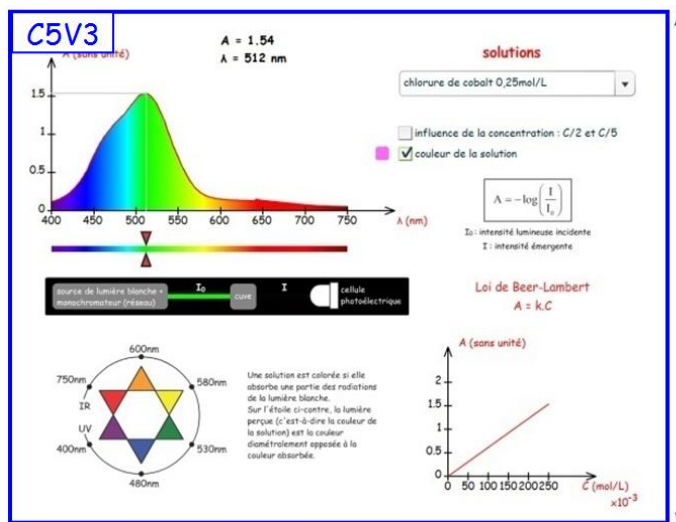 C5V3
A (sans unité)
A = 1.54
λ = 512 nm
1.5
1
0.5
0
400 450 500 550 600 650 700 750
λ (nm)
solutions
chlorure de cobalt 0,25mol/L
influence de la concentration : C/2 et C/5
couleur de la solution
A = -log(I/I₀)
I₀ : intensité lumineuse incidente
I : intensité émergente
source de lumière blanche +
monochromateur (réseau)
I₀
cuve
I
cellule
photoélectrique
Loi de Beer-Lambert
A = k.C
600nm
750nm
580nm
IR
UV
400nm
530nm
480nm
Une solution est colorée si elle
absorbe une partie des radiations
de la lumière blanche.
Sur l'étoile ci-contre, la lumière
perçue (c'est-à-dire la couleur de
la solution) est la couleur
diamétralement opposée à la
couleur absorbée.
A (sans unité)
2
1.5
1
0.5
0
0 50 100 150 200 250
C (mol/L)
×10⁻³